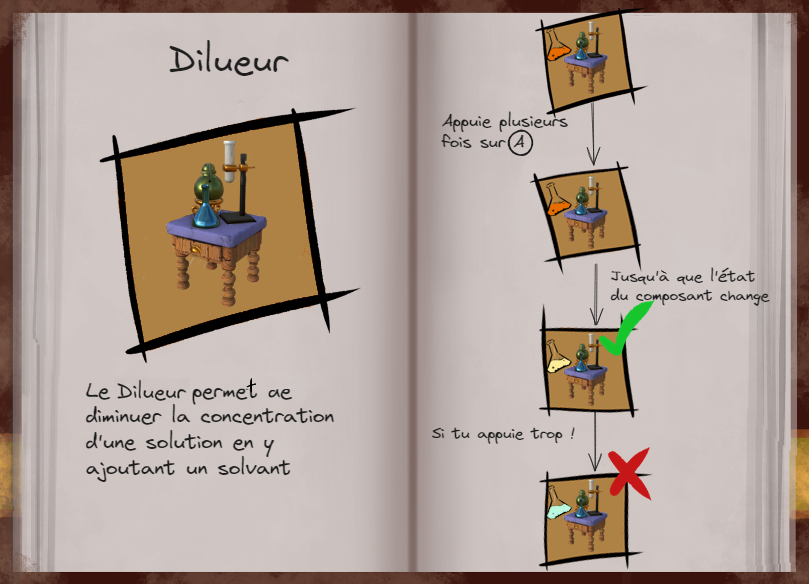 Dilueur
Le Dilueur permet de
diminuer la concentration
d'une solution en y
ajoutant un solvant
Appuie plusieurs
fois sur A
Jusqu'à que l'état
du composant change
Si tu appuie trop !